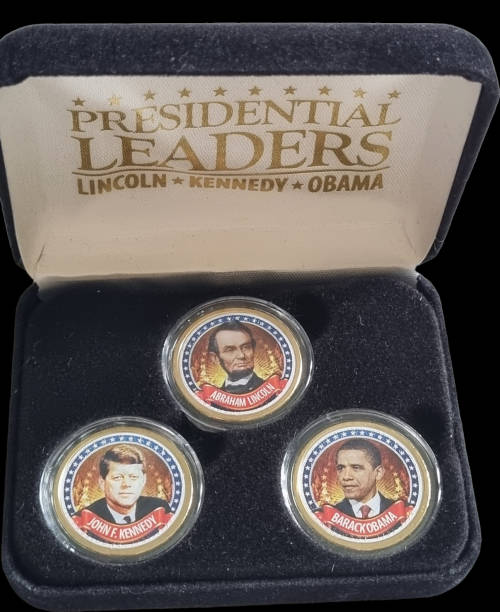 PRESIDENTIAL
LEADERS
LINCOLN ★ KENNEDY ★ OBAMA
ABRAHAM LINCOLN
JOHN F. KENNEDY
BARACK OBAMA